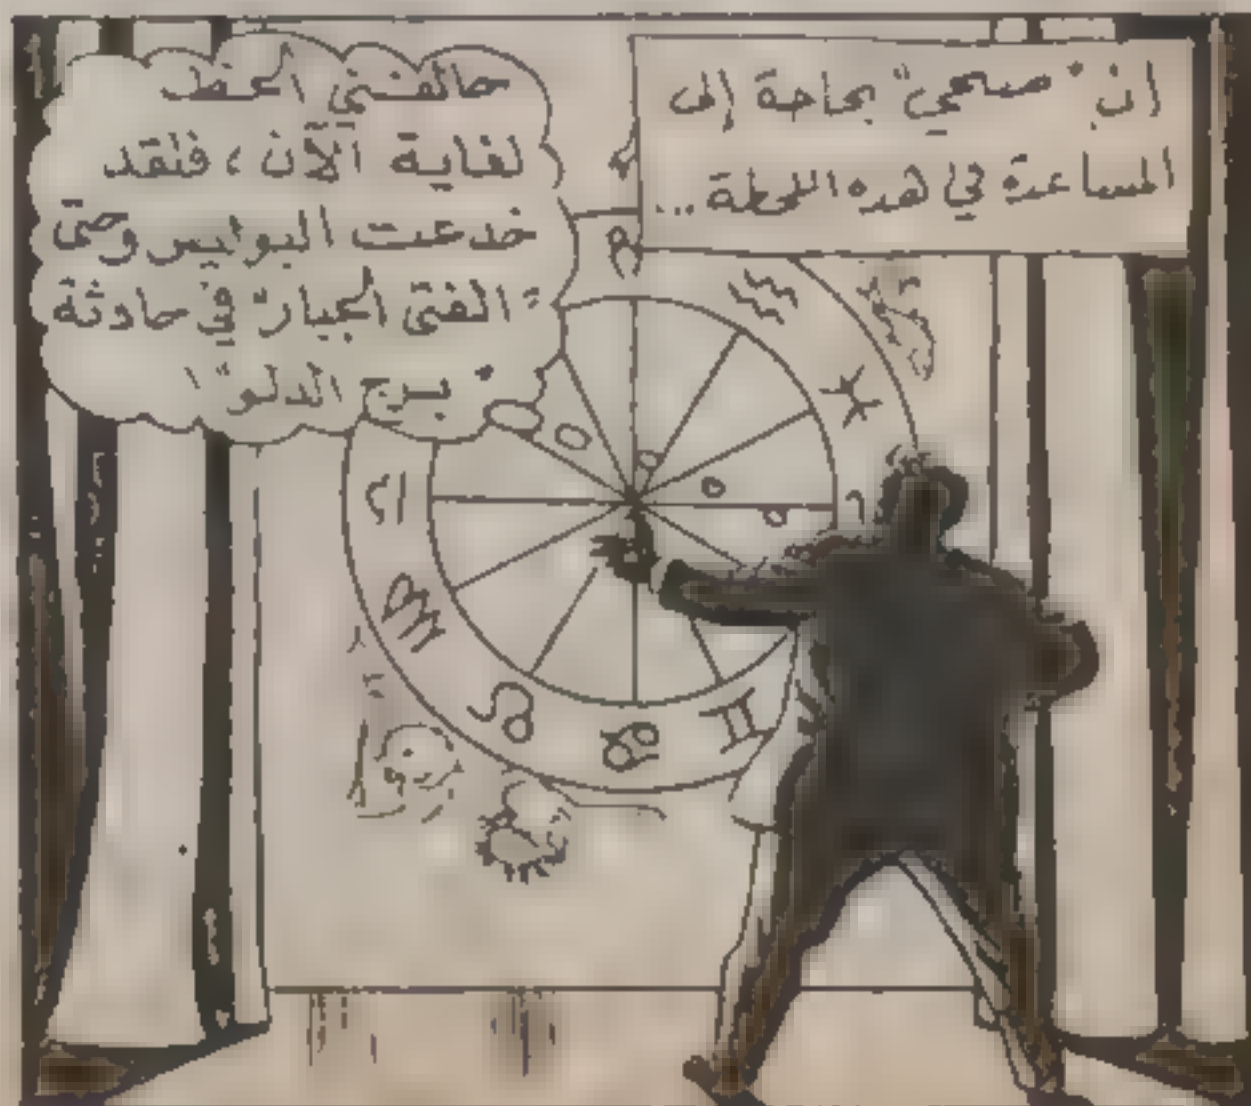 إن "صبحي" بحاجة إلى
المساعدة في هذه اللحظة...
حالفني الحظ
لغاية الآن، فلقد
خدعت البوليس وحتى
"الفتى الجبار" في حادثة
"برج الدلو"!